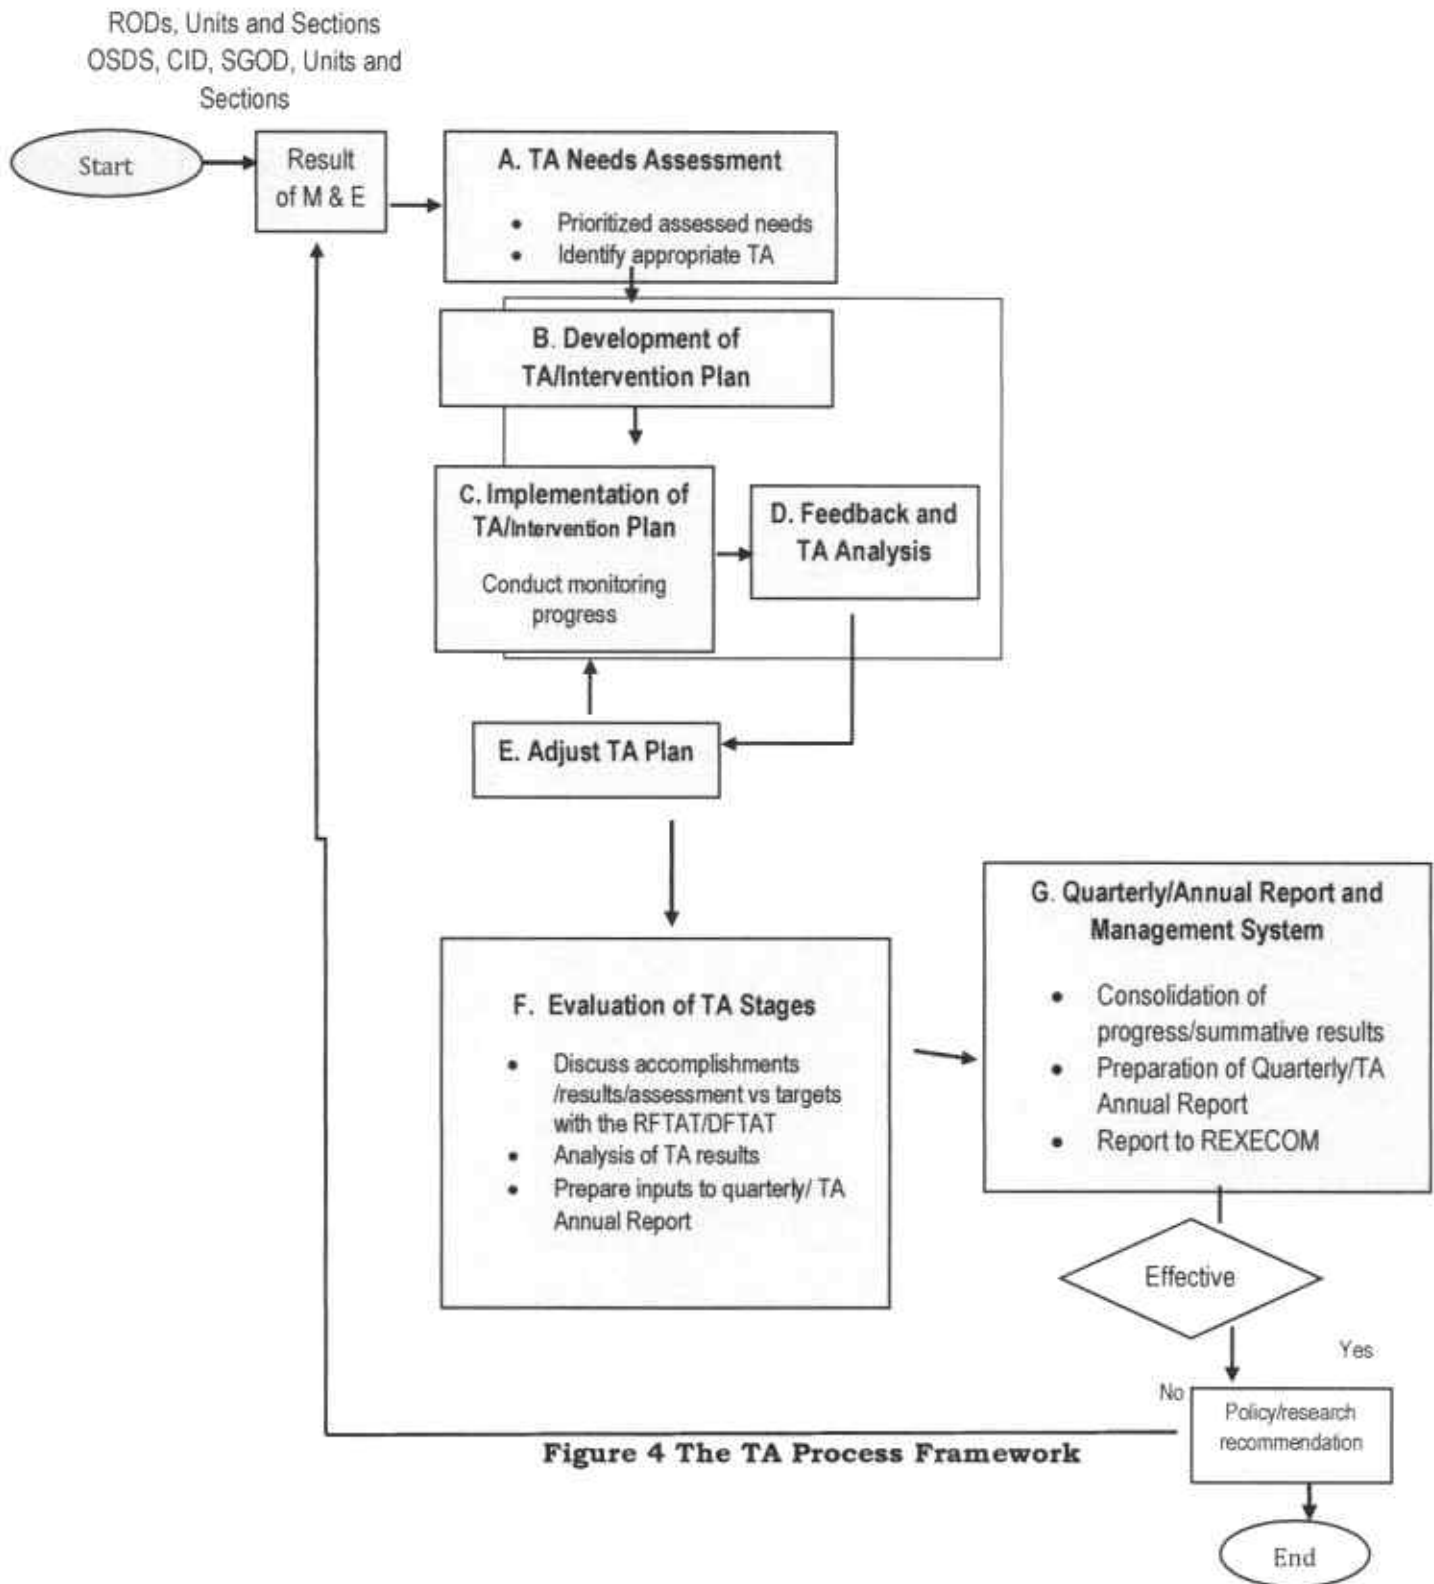 RODs, Units and Sections
OSDS, CID, SGOD, Units and
Sections
Start
Result
of M & E
A. TA Needs Assessment
• Prioritized assessed needs
• Identify appropriate TA
B. Development of
TA/Intervention Plan
C. Implementation of
TA/Intervention Plan
Conduct monitoring
progress
D. Feedback and
TA Analysis
E. Adjust TA Plan
F. Evaluation of TA Stages
• Discuss accomplishments
/results/assessment vs targets
with the RFTAT/DFTAT
• Analysis of TA results
• Prepare inputs to quarterly/ TA
Annual Report
G. Quarterly/Annual Report and
Management System
• Consolidation of
progress/summative results
• Preparation of Quarterly/TA
Annual Report
• Report to REXECOM
Effective
Yes
No
Policy/research
recommendation
Figure 4 The TA Process Framework
End